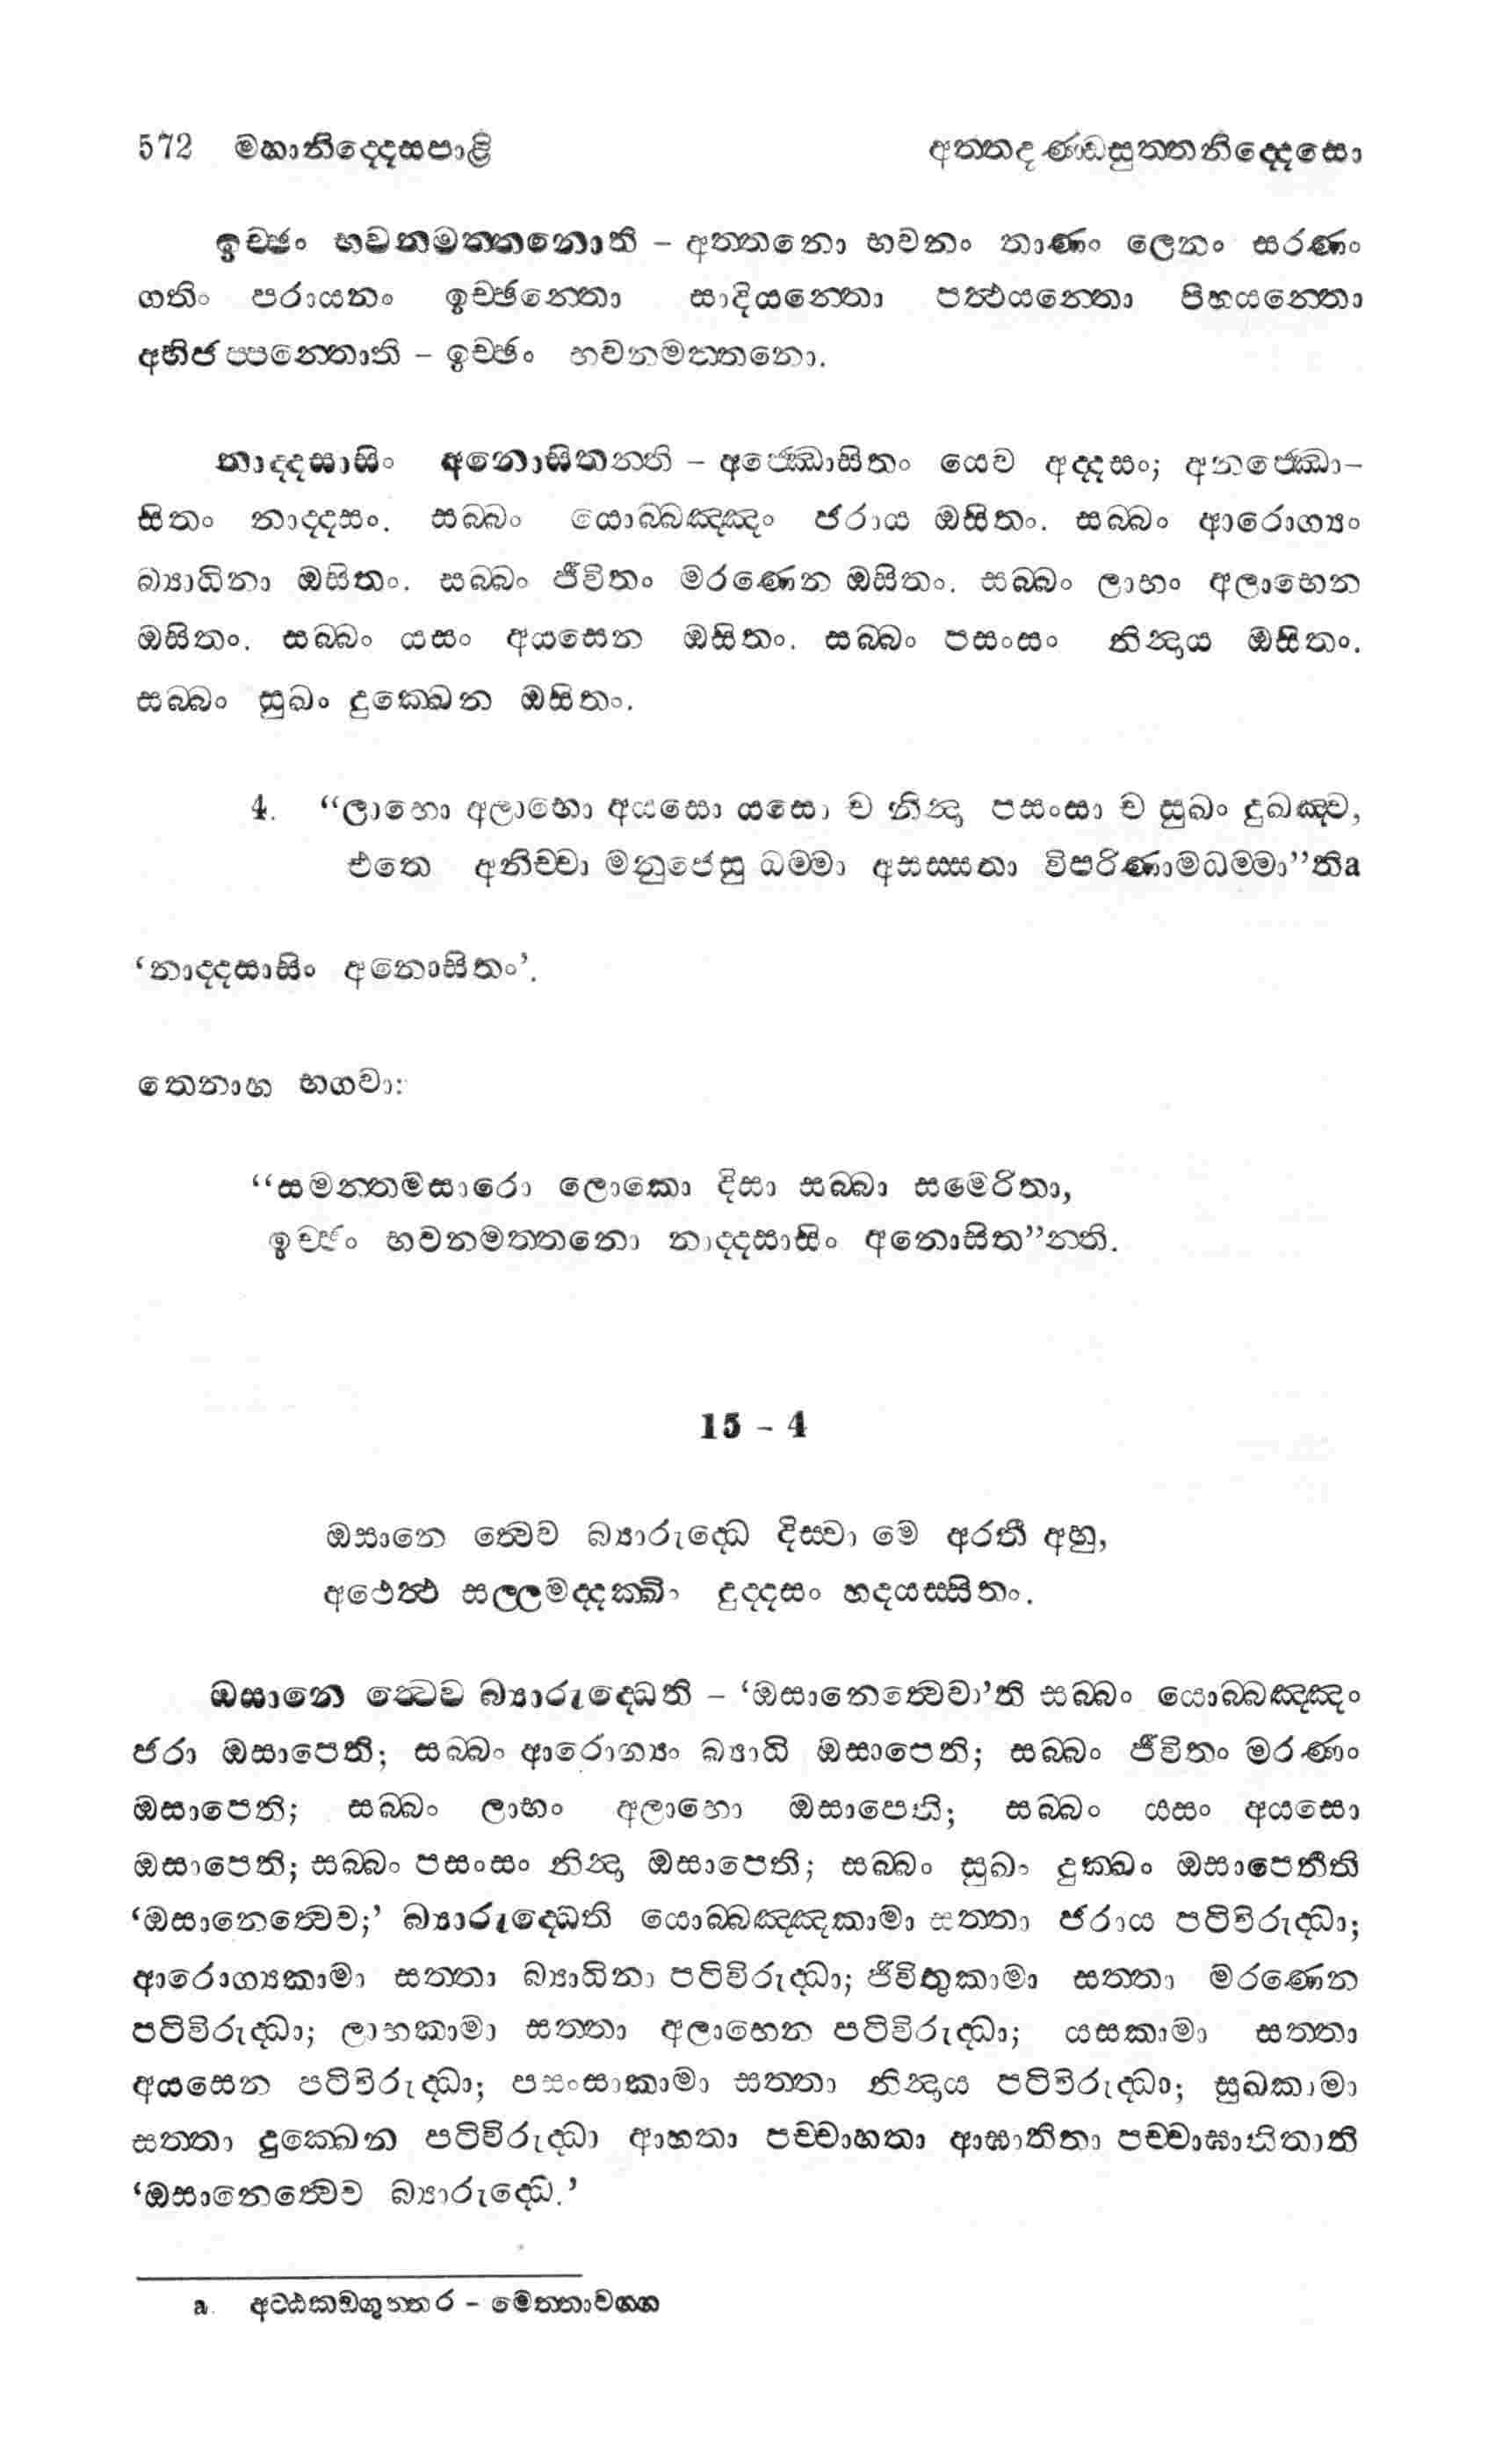 572 මහානිද්දෙසපාළි අත්තදණ්ඩසුත්තනිද්දෙසො
ඉච්ඡං භවනමත්තනොති – අත්තනො භවනං තාණං ලෙනං සරණං
ගතිං පරායනං ඉච්ඡන්තො සාදියන්තො පත්ථයන්තො පිහයන්තො
අභිජප්පන්තොති – ඉච්ඡං භවනමත්තනො.
නාද්දසාසිං අනොසිතන්ති – අජ්ඣොසිතං යෙව අද්දසං; අනජ්ඣො-
සිතං නාද්දසං. සබ්බං යොබ්බඤ්ඤං ජරාය ඔසිතං. සබ්බං ආරොග්‍යං
බ්‍යාධිනා ඔසිතං. සබ්බං ජීවිතං මරණෙන ඔසිතං. සබ්බං ලාභං අලාභෙන
ඔසිතං. සබ්බං යසං අයසෙන ඔසිතං. සබ්බං පසංසං නින්දාය ඔසිතං.
සබ්බං සුඛං දුක්ඛෙන ඔසිතං.
4. “ලාභො අලාභො අයසො යසො ච නින්දා පසංසා ච සුඛං දුඛඤ්ච,
එතෙ අනිච්චා මනුජෙසු ධම්මා අසස්සතා විපරිණාමධම්මා”තිa
‘නාද්දසාසිං අනොසිතං’.
තෙනාහ භගවා:
“සමන්තමසාරො ලොකො දිසා සබ්බා සමෙරිතා,
ඉච්ඡං භවනමත්තනො නාද්දසාසිං අනොසිත”න්ති.
15 – 4
ඔසානෙ ත්වෙව බ්‍යාරුද්ධෙ දිස්වා මෙ අරතී අහු,
අථෙත්ථ සල්ලමද්දක්ඛිං දුද්දසං හදයස්සිතං.
ඔසානෙ ත්වෙව බ්‍යාරුද්ධෙති – ‘ඔසානෙත්වෙවා’ති සබ්බං යොබ්බඤ්ඤං
ජරා ඔසාපෙති; සබ්බං ආරොග්‍යං බ්‍යාධි ඔසාපෙති; සබ්බං ජීවිතං මරණං
ඔසාපෙති; සබ්බං ලාභං අලාභො ඔසාපෙති; සබ්බං යසං අයසො
ඔසාපෙති; සබ්බං පසංසං නින්දා ඔසාපෙති; සබ්බං සුඛං දුක්ඛං ඔසාපෙතීති
‘ඔසානෙත්වෙව;’ බ්‍යාරුද්ධෙති යොබ්බඤ්ඤකාමා සත්තා ජරාය පටිවිරුද්ධා;
ආරොග්‍යකාමා සත්තා බ්‍යාධිනා පටිවිරුද්ධා; ජීවිතුකාමා සත්තා මරණෙන
පටිවිරුද්ධා; ලාභකාමා සත්තා අලාභෙන පටිවිරුද්ධා; යසකාමා සත්තා
අයසෙන පටිවිරුද්ධා; පසංසාකාමා සත්තා නින්දාය පටිවිරුද්ධා; සුඛකාමා
සත්තා දුක්ඛෙන පටිවිරුද්ධා ආහතා පච්චාහතා ආඝාතිතා පච්චාඝාතිතාති
‘ඔසානෙත්වෙව බ්‍යාරුද්ධෙ.’
a. අට්ඨකඞ්ගුත්තර – මෙත්තාවග්ග